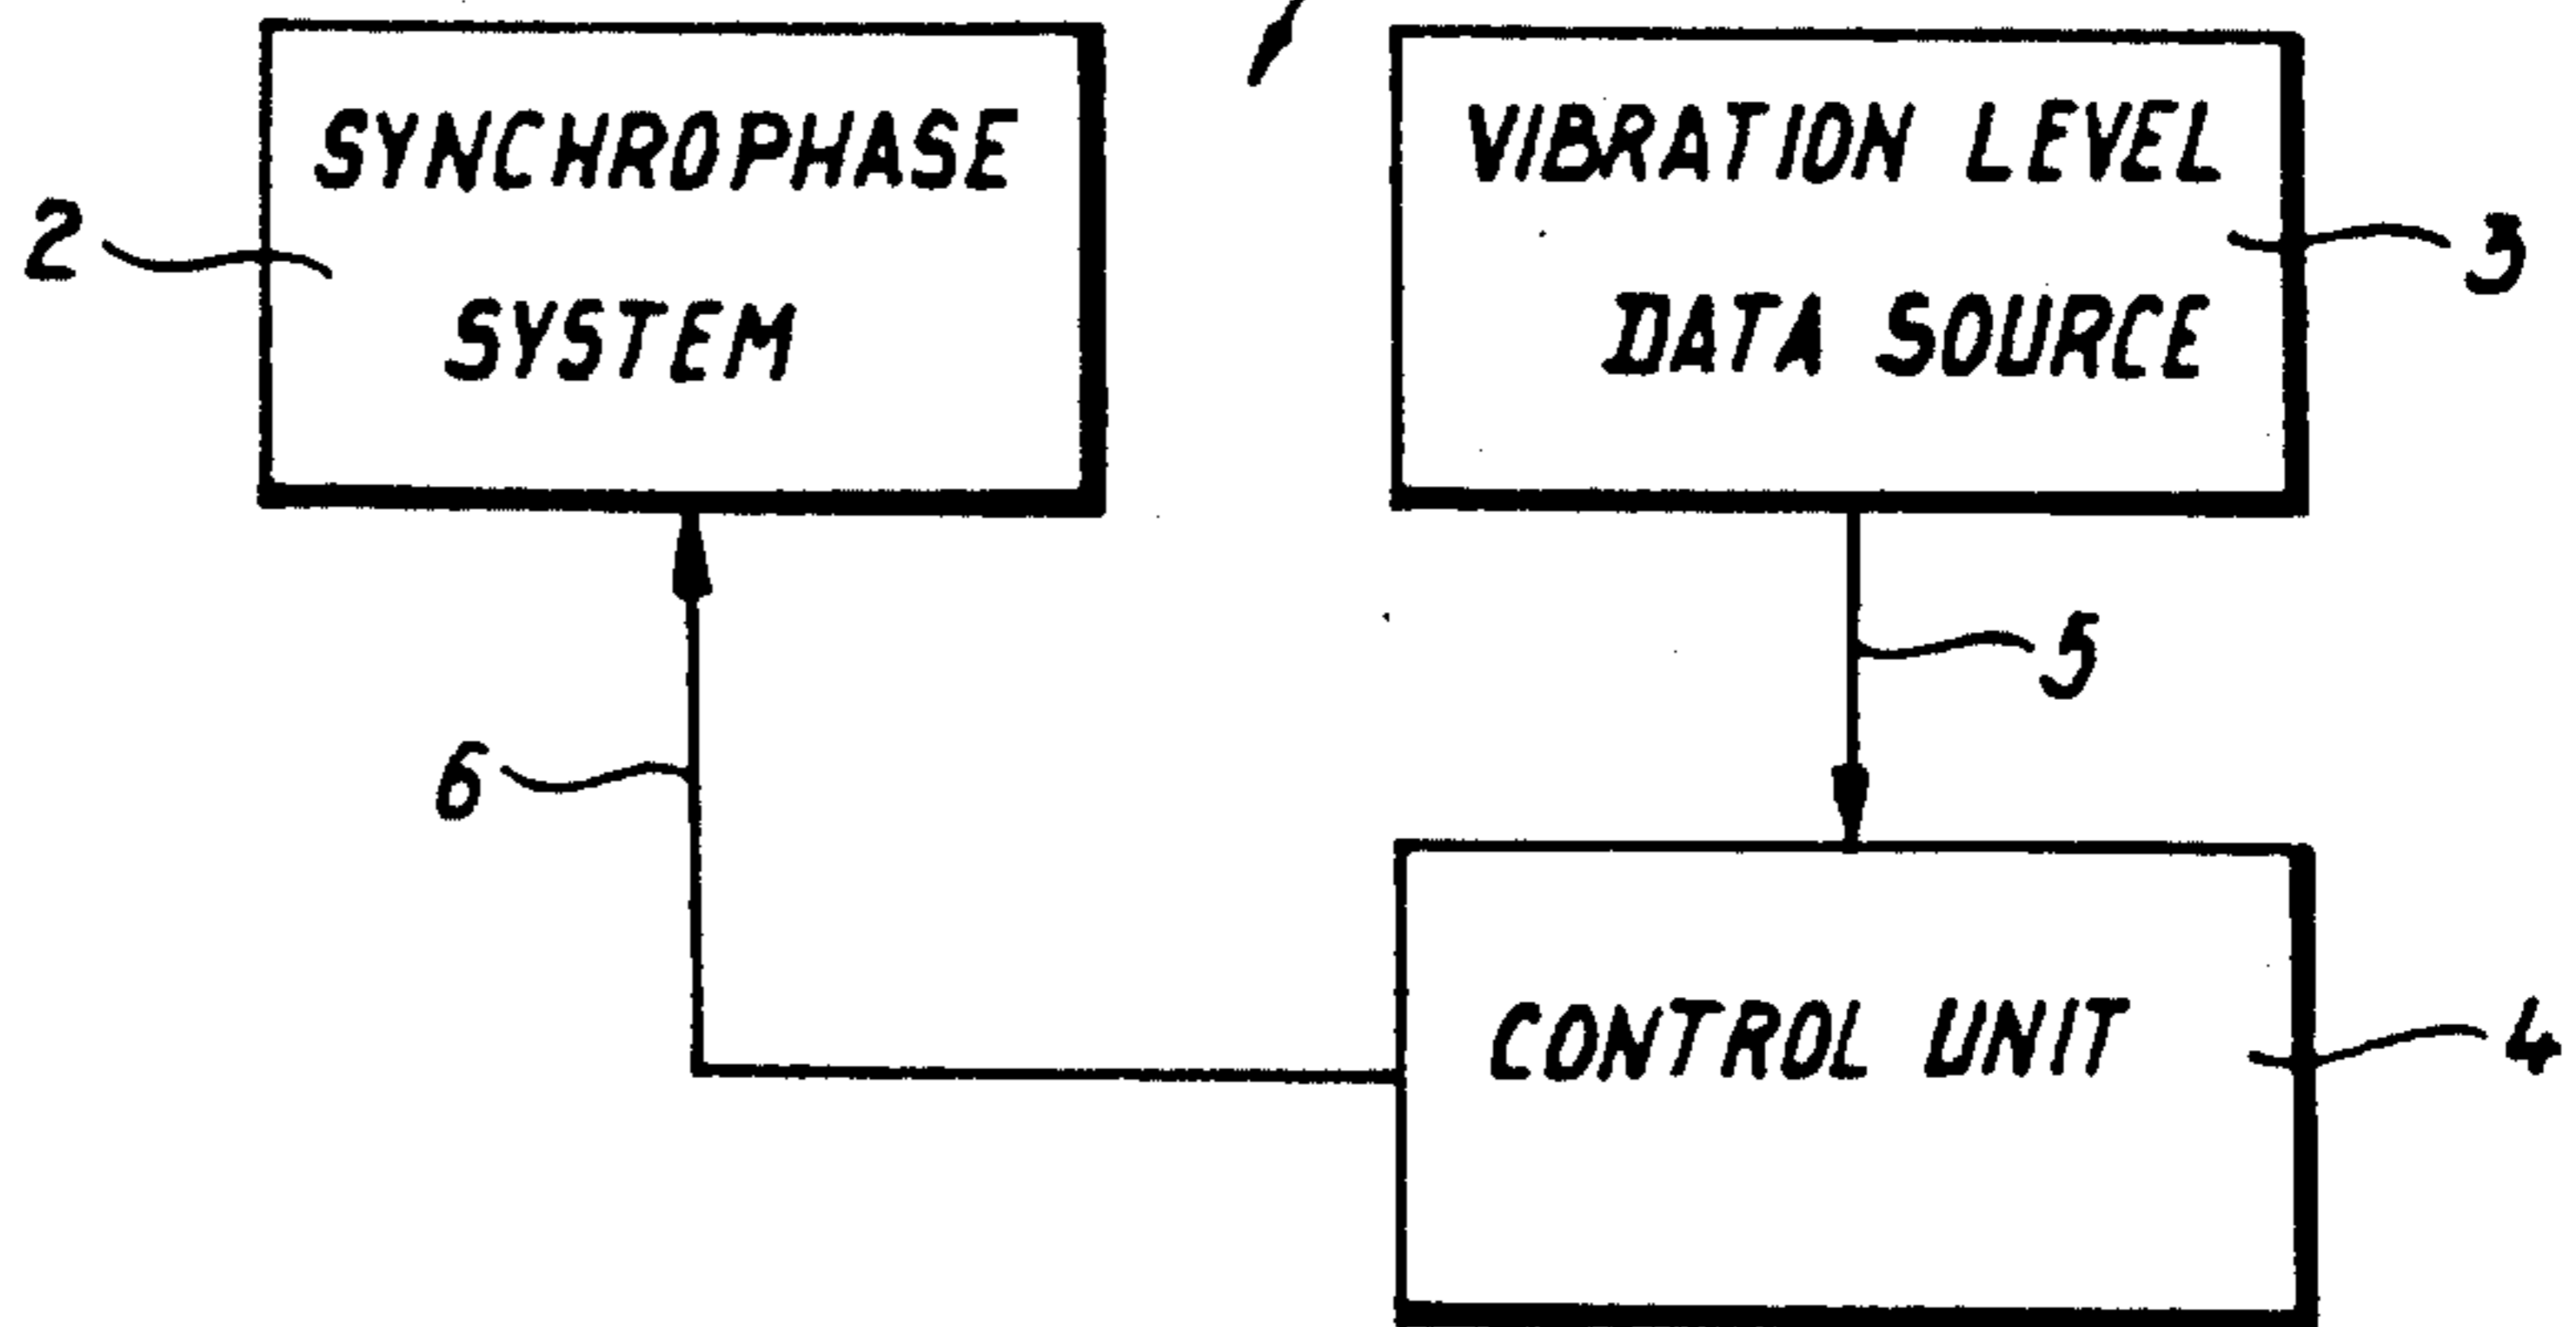 SYNCHROPHASE
SYSTEM
2
VIBRATION LEVEL
DATA SOURCE
3
5
6
CONTROL UNIT
4